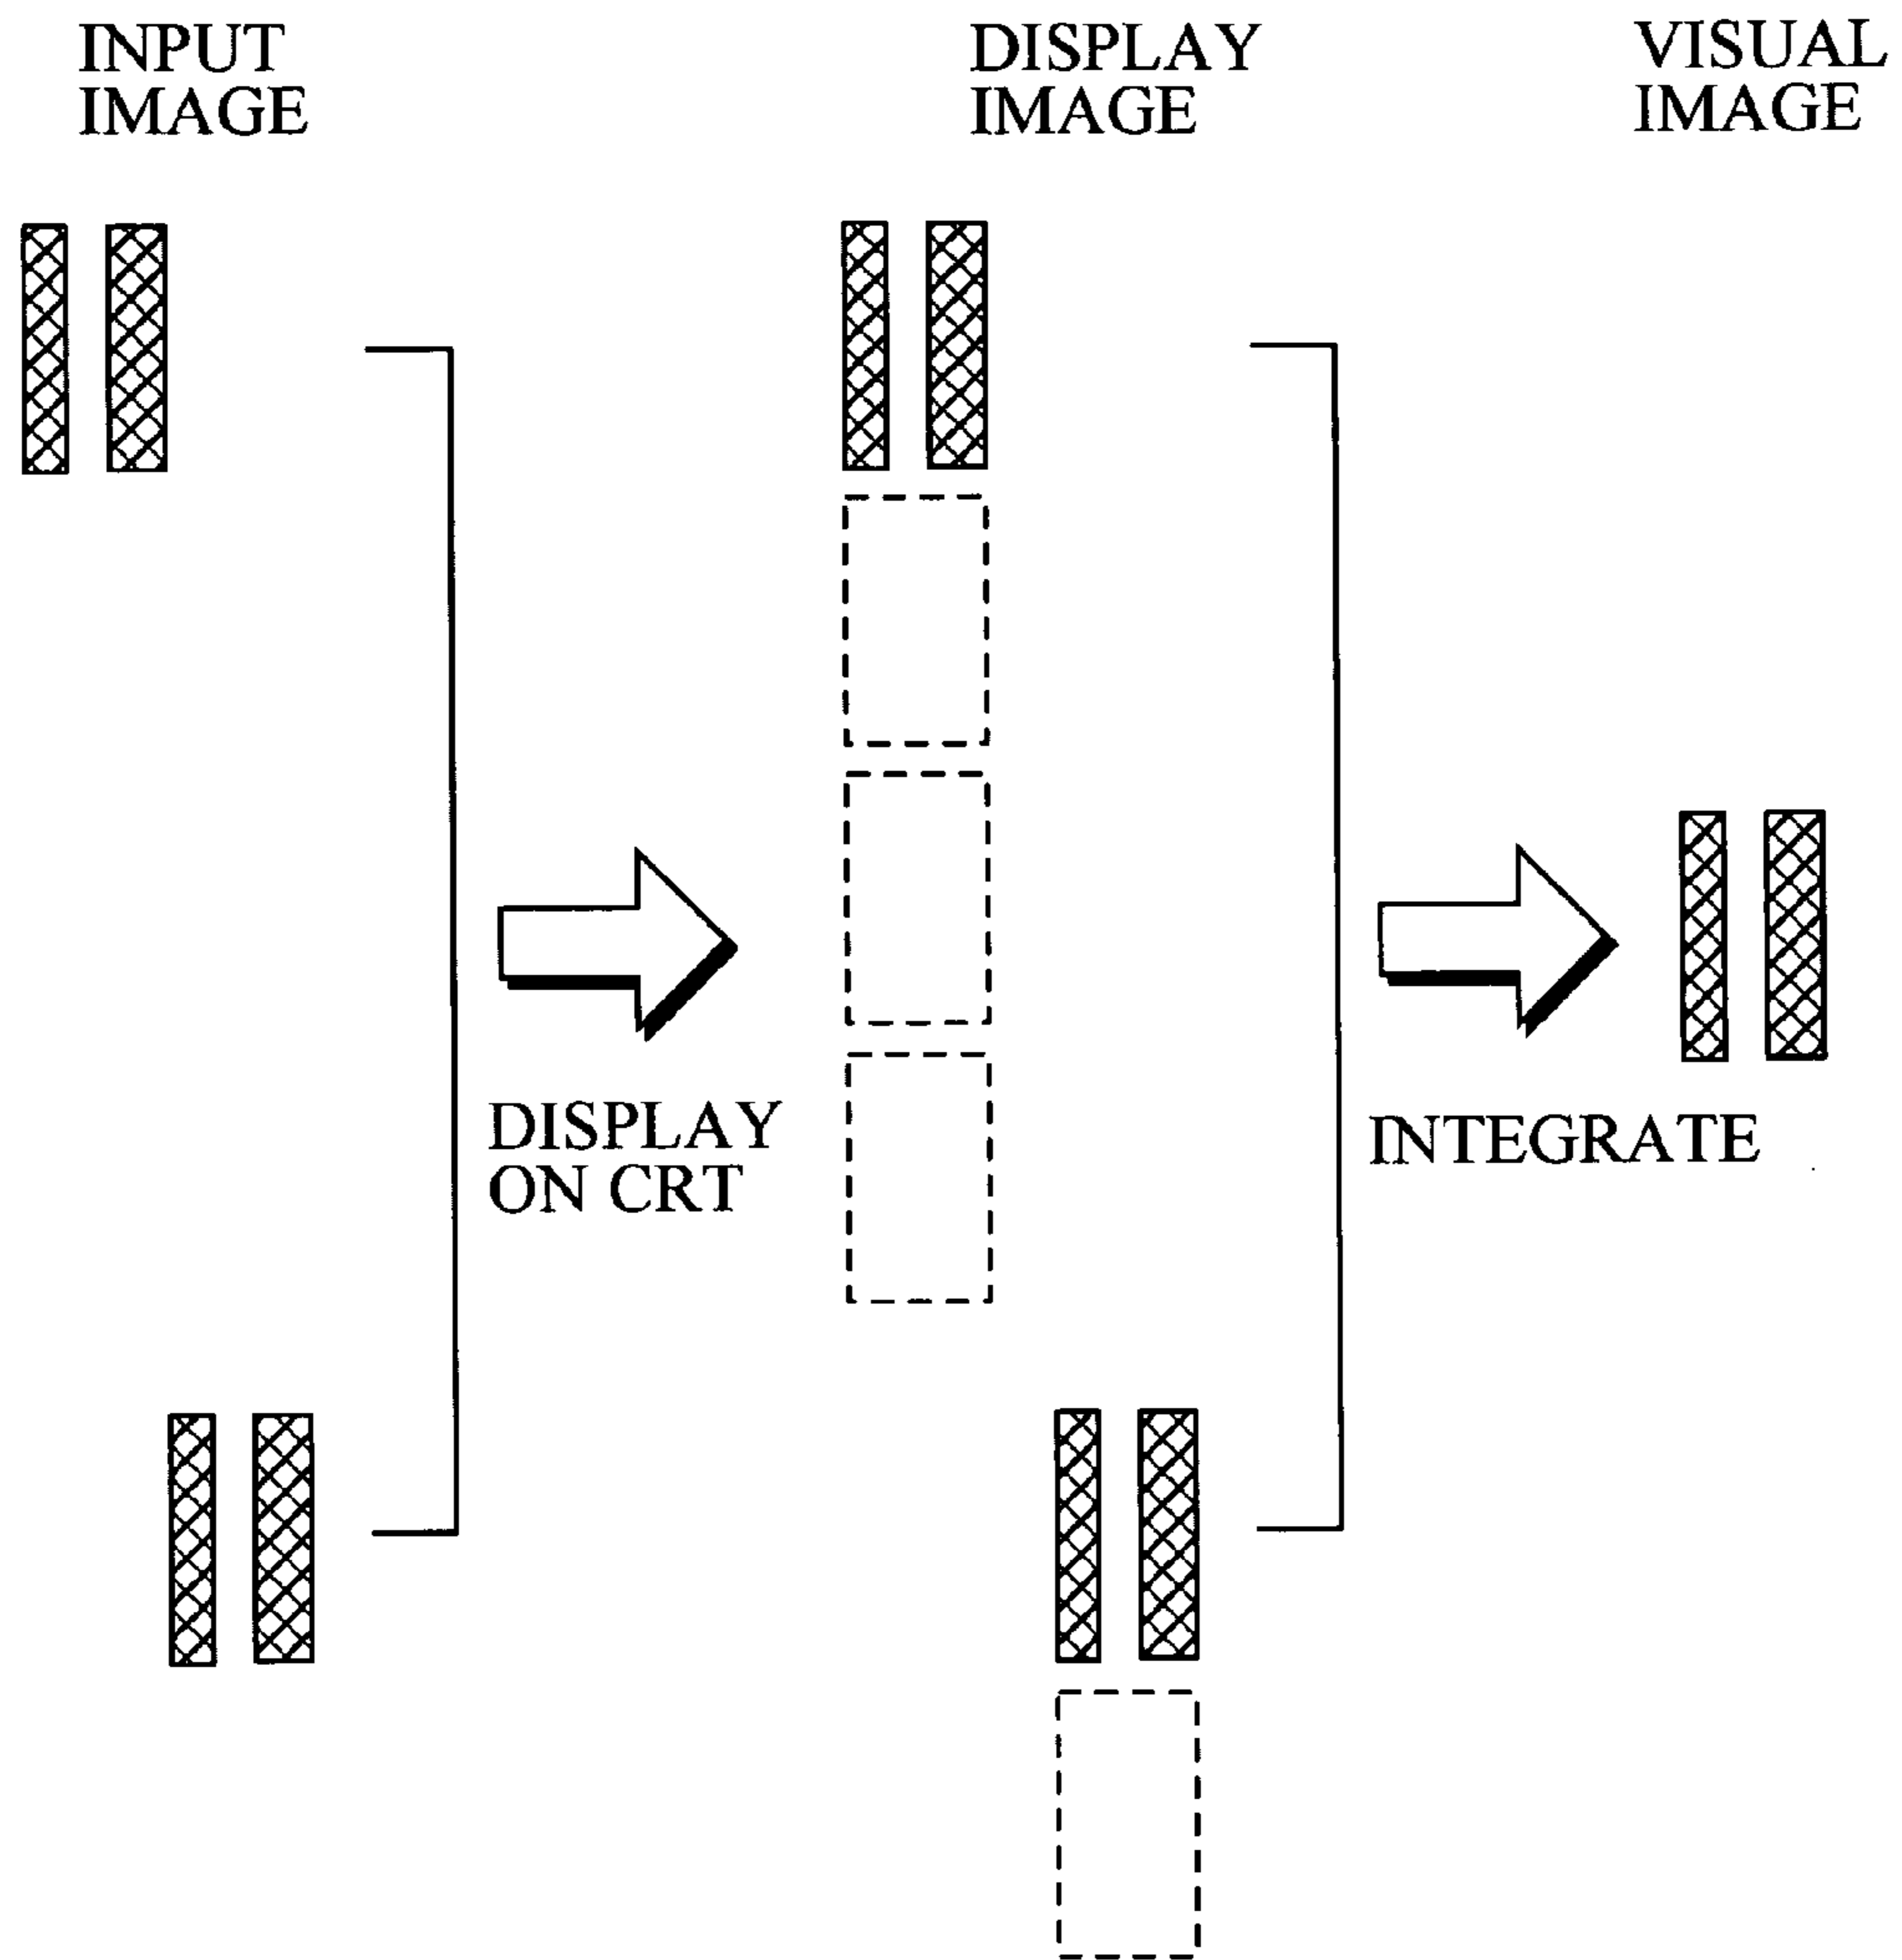 INPUT
IMAGE
DISPLAY
IMAGE
VISUAL
IMAGE
DISPLAY
ON CRT
INTEGRATE